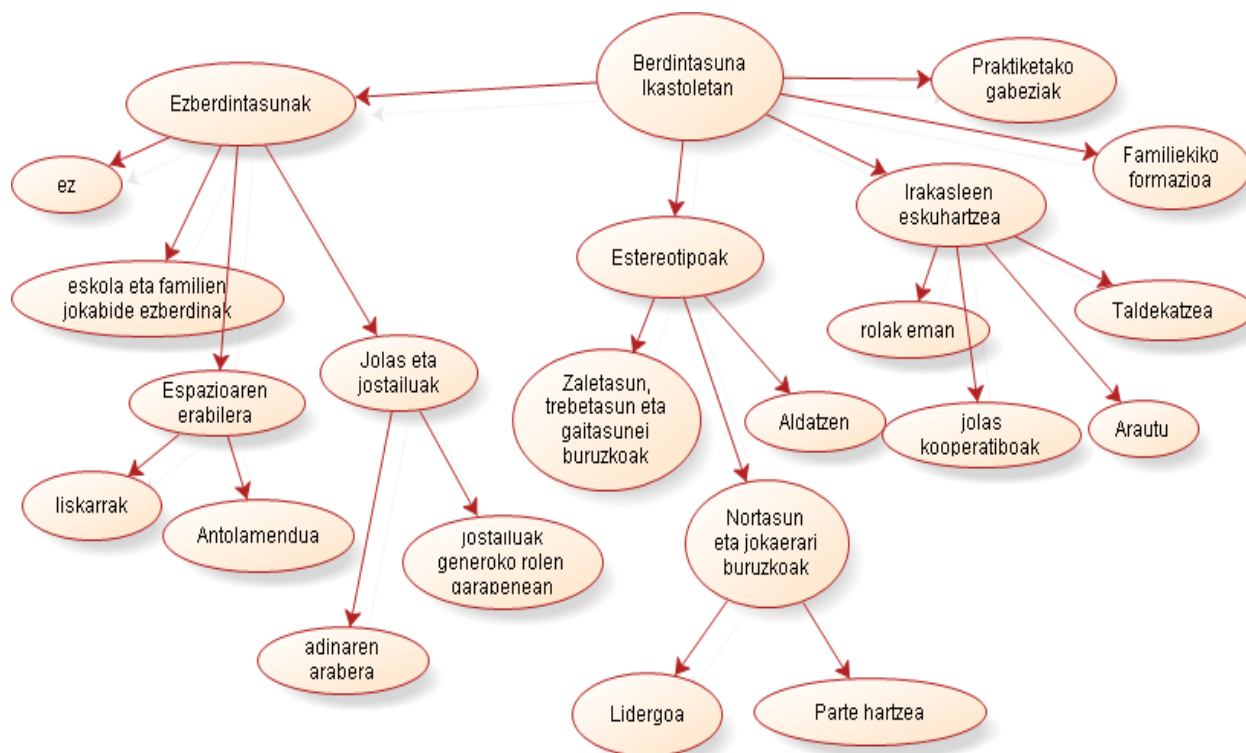 Berdintasuna
Ikastoletan
Praktiketako
gabeziak
Ezberdintasunak
Familiekiko
formazioa
ez
Irakasleen
eskuhartzea
Estereotipoak
eskola eta familien
jokabide ezberdinak
Taldekatzea
rolak eman
Jolas eta
jostailuak
Espazioaren
erabilera
Zaletasun,
trebetasun eta
gaitasunei
buruzkoak
Aldatzen
jolas
kooperatiboak
Arautu
liskarrak
Antolamendua
jostailuak
generoko rolen
garapenean
Nortasun
eta jokaerari
buruzkoak
adinaren
arabera
Lidergoa
Parte hartzea